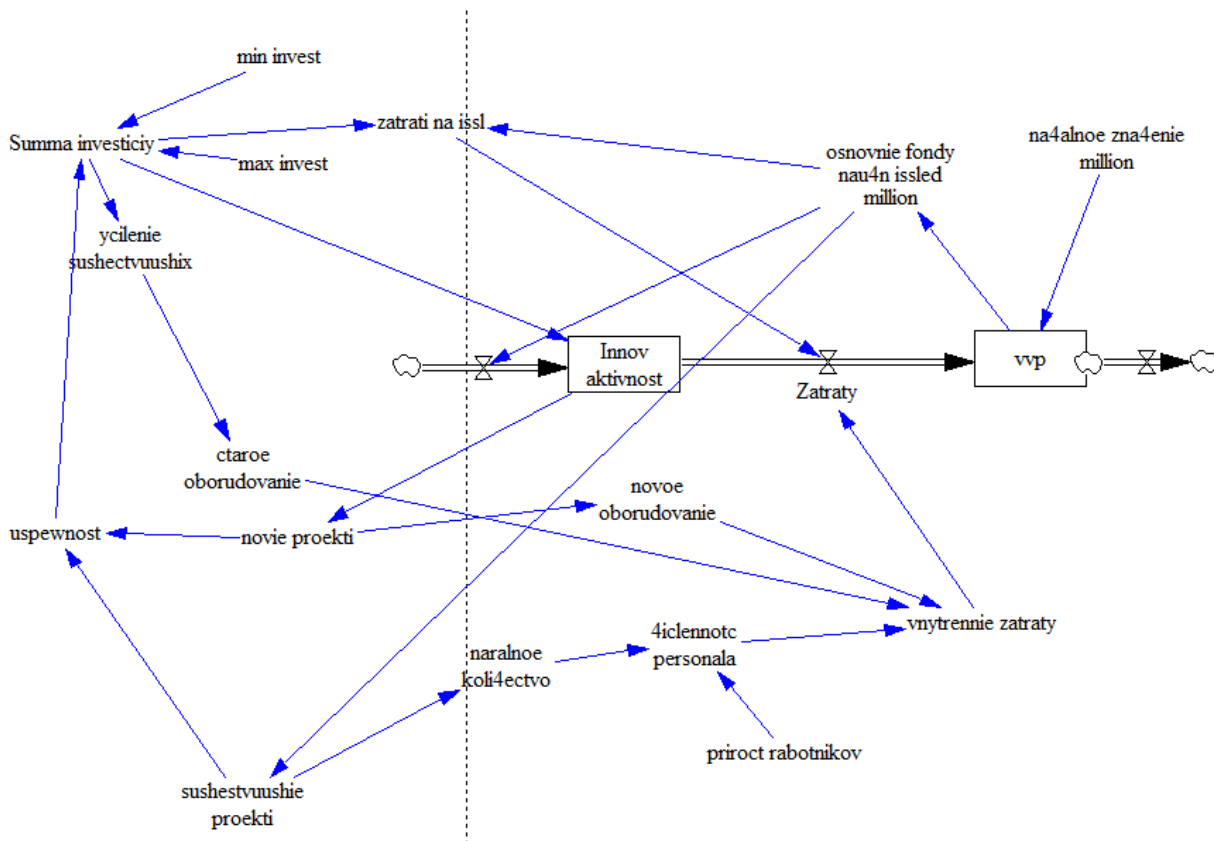 min invest
Summa investiciy
zatrati na issl
max invest
osnovnie fondy
nau4n issled
million
na4alnoe zna4enie
million
ycilenie
sushectvuushix
Innov
aktivnost
Zatraty
vvp
ctaroe
oborudovanie
novoe
oborudovanie
uspewnost
novie proekti
naralnoe
koli4ectvo
4iclennotc
personala
vnytrennie zatraty
priroct rabotnikov
sushestvuushie
proekti